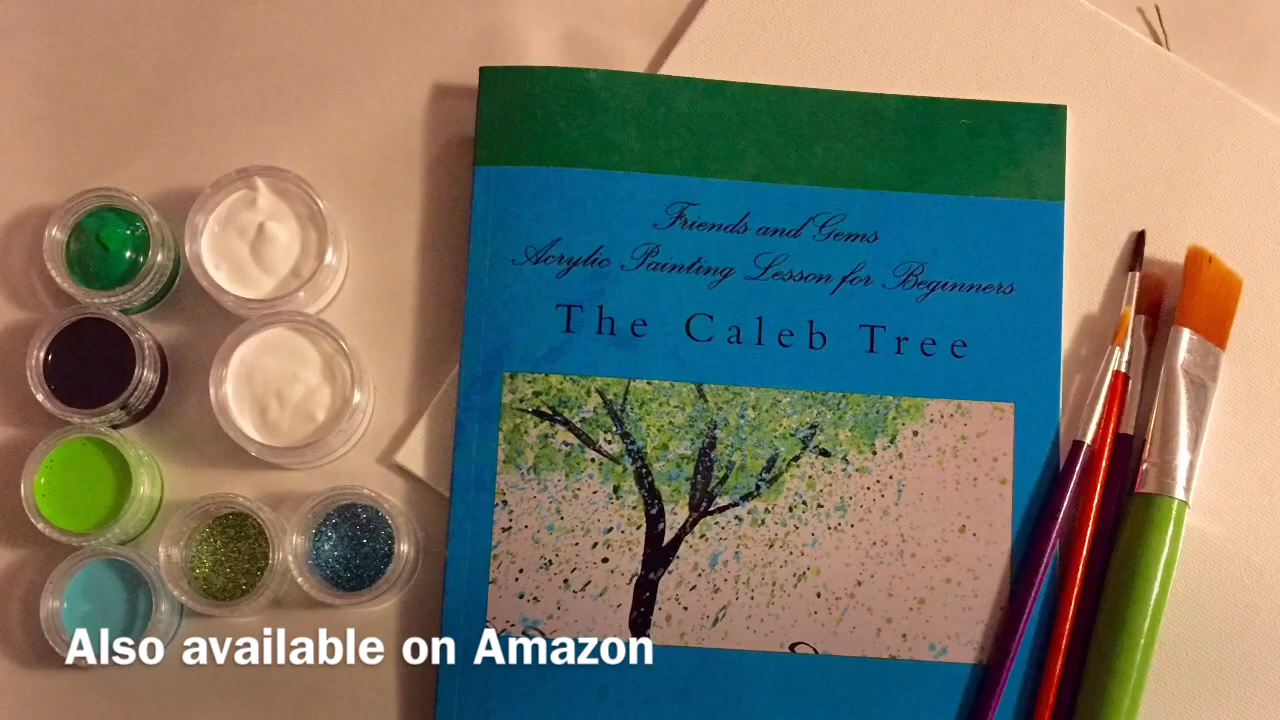 Friends and Gems
Acrylic Painting Lesson for Beginners
The Caleb Tree
Also available on Amazon